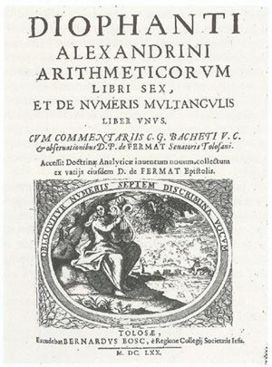 DIOPHANTI
ALEXANDRINI
ARITHMETICORVM
LIBRI SEX,
ET DE NVMERIS MVLTANGVLIS
LIBER VNVS.
CVM COMMENTARIIS C. G. BACHETI V. C.
& obseruationibus D. P. de FERMAT Senatoris Tolosani.
Accessit Doctrinæ Analyticæ inuentum nouum, collectum
ex varijs eiusdem D. de FERMAT Epistolis.
OBLOQVITVR NVMERIS SEPTEM DISCRIMINA VOCVM
TOLOSÆ,
Excudebat BERNARDVS BOSC, è Regione Collegij Societatis Iesu.
M. DC. LXX.